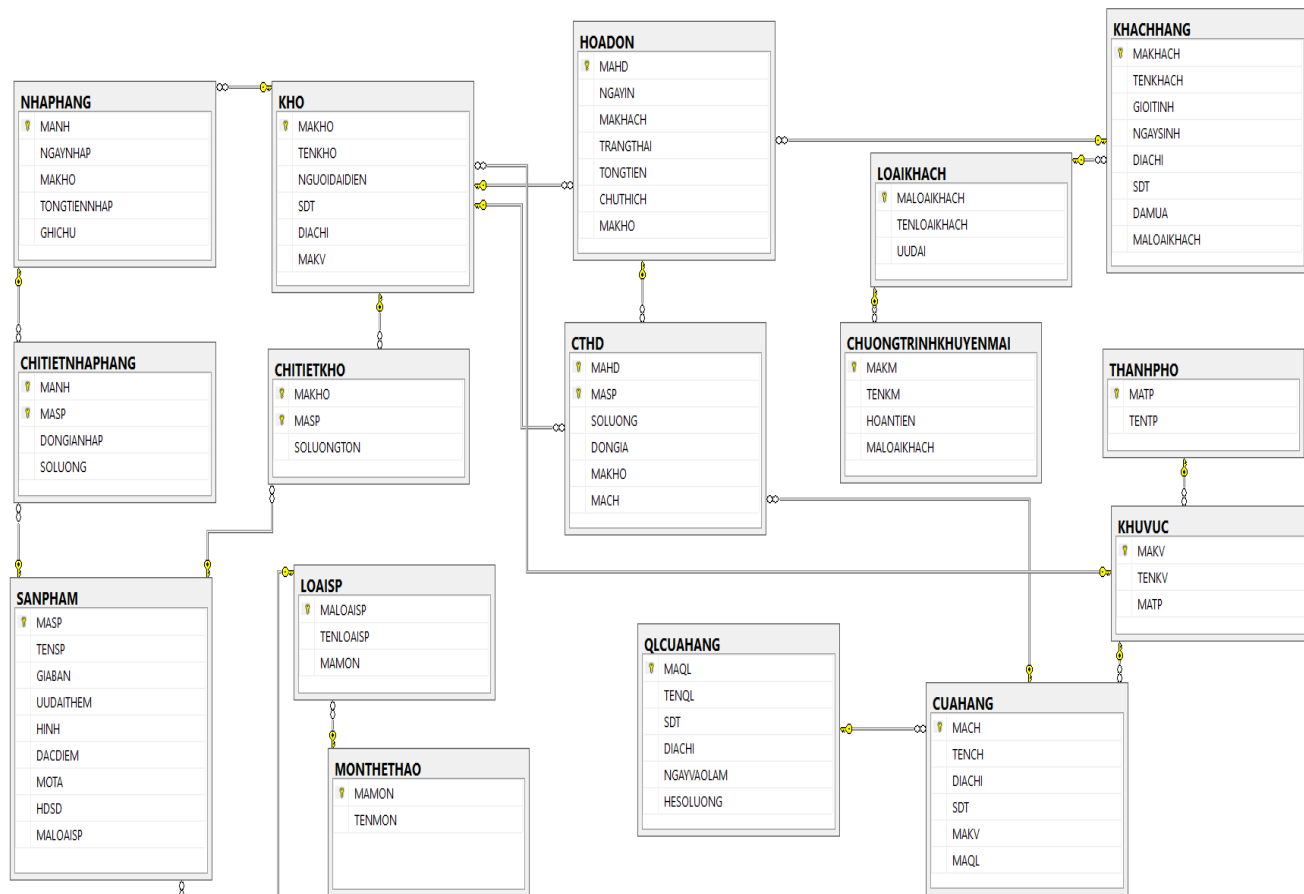 HOADON
MAHD
NGAYIN
MAKHACH
TRANGTHAI
TONGTIEN
CHUTHICH
MAKHO
KHACHHANG
MAKHACH
TENKHACH
GIOITINH
NGAYSINH
DIACHI
SDT
DAMUA
MALOAIKHACH
NHAPHANG
MANH
NGAYNHAP
MAKHO
TONGTIENNHAP
GHICHU
KHO
MAKHO
TENKHO
NGUOIDAIDIEN
SDT
DIACHI
MAKV
LOAIKHACH
MALOAIKHACH
TENLOAIKHACH
UUDAI
CHITIETNHAPHANG
MANH
MASP
DONGIANHAP
SOLUONG
CHITIETKHO
MAKHO
MASP
SOLUONGTON
CTHD
MAHD
MASP
SOLUONG
DONGIA
MAKHO
MACH
CHUONGTRINHKHUYENMAI
MAKM
TENKM
HOANTIEN
MALOAIKHACH
THANHPHO
MATP
TENTP
KHUVUC
MAKV
TENKV
MATP
SANPHAM
MASP
TENSP
GIABAN
UUDAITHEM
HINH
DACDIEM
MOTA
HDSD
MALOAISP
LOAISP
MALOAISP
TENLOAISP
MAMON
MONTHETHAO
MAMON
TENMON
QLCUAHANG
MAQL
TENQL
SDT
DIACHI
NGAYVAOLAM
HESOLUONG
CUAHANG
MACH
TENCH
DIACHI
SDT
MAKV
MAQL